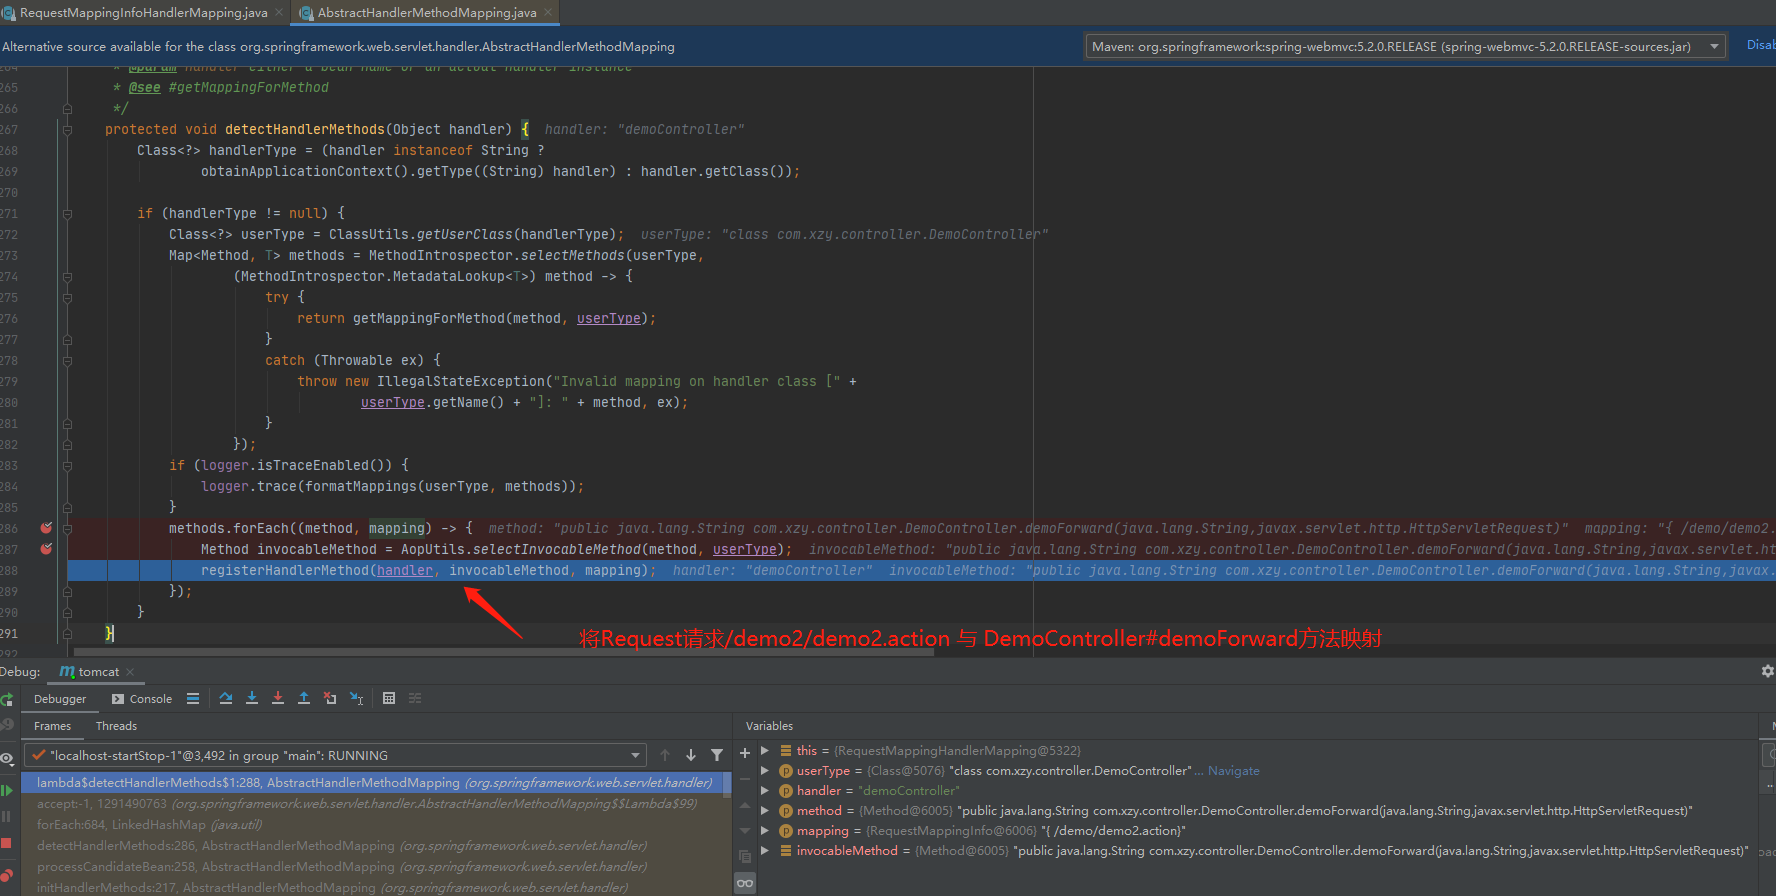 RequestMappingInfoHandlerMapping.java × AbstractHandlerMethodMapping.java ×
Alternative source available for the class org.springframework.web.servlet.handler.AbstractHandlerMethodMapping Maven: org.springframework:spring-webmvc:5.2.0.RELEASE (spring-webmvc-5.2.0.RELEASE-sources.jar) Disab
264 * @param handler either a bean name or an actual handler instance
265 * @see #getMappingForMethod
266 */
267 protected void detectHandlerMethods(Object handler) { handler: "demoController"
268 Class<?> handlerType = (handler instanceof String ?
269 obtainApplicationContext().getType((String) handler) : handler.getClass());
270
271 if (handlerType != null) {
272 Class<?> userType = ClassUtils.getUserClass(handlerType); userType: "class com.xzy.controller.DemoController"
273 Map<Method, T> methods = MethodIntrospector.selectMethods(userType,
274 (MethodIntrospector.MetadataLookup<T>) method -> {
275 try {
276 return getMappingForMethod(method, userType);
277 }
278 catch (Throwable ex) {
279 throw new IllegalStateException("Invalid mapping on handler class [" +
280 userType.getName() + "]: " + method, ex);
281 }
282 });
283 if (logger.isTraceEnabled()) {
284 logger.trace(formatMappings(userType, methods));
285 }
286 methods.forEach((method, mapping) -> { method: "public java.lang.String com.xzy.controller.DemoController.demoForward(java.lang.String,javax.servlet.http.HttpServletRequest)" mapping: "{ /demo/demo2.
287 Method invocableMethod = AopUtils.selectInvocableMethod(method, userType); invocableMethod: "public java.lang.String com.xzy.controller.DemoController.demoForward(java.lang.String,javax.servlet.ht
288 registerHandlerMethod(handler, invocableMethod, mapping); handler: "demoController" invocableMethod: "public java.lang.String com.xzy.controller.DemoController.demoForward(java.lang.String,javax.
289 });
290 }
291 }
292
将Request请求/demo2/demo2.action 与 DemoController#demoForward方法映射
Debug: tomcat ×
Debugger Console
Frames Threads Variables
"localhost-startStop-1"@3,492 in group "main": RUNNING
lambda$detectHandlerMethods$1:288, AbstractHandlerMethodMapping (org.springframework.web.servlet.handler)
accept:-1, 1291490763 (org.springframework.web.servlet.handler.AbstractHandlerMethodMapping$$Lambda$99)
forEach:684, LinkedHashMap (java.util)
detectHandlerMethods:286, AbstractHandlerMethodMapping (org.springframework.web.servlet.handler)
processCandidateBean:258, AbstractHandlerMethodMapping (org.springframework.web.servlet.handler)
initHandlerMethods:217, AbstractHandlerMethodMapping (org.springframework.web.servlet.handler)
this = {RequestMappingHandlerMapping@5322}
userType = {Class@5076} "class com.xzy.controller.DemoController"... Navigate
handler = "demoController"
method = {Method@6005} "public java.lang.String com.xzy.controller.DemoController.demoForward(java.lang.String,javax.servlet.http.HttpServletRequest)"
mapping = {RequestMappingInfo@6006} "{ /demo/demo2.action}"
invocableMethod = {Method@6005} "public java.lang.String com.xzy.controller.DemoController.demoForward(java.lang.String,javax.servlet.http.HttpServletRequest)"